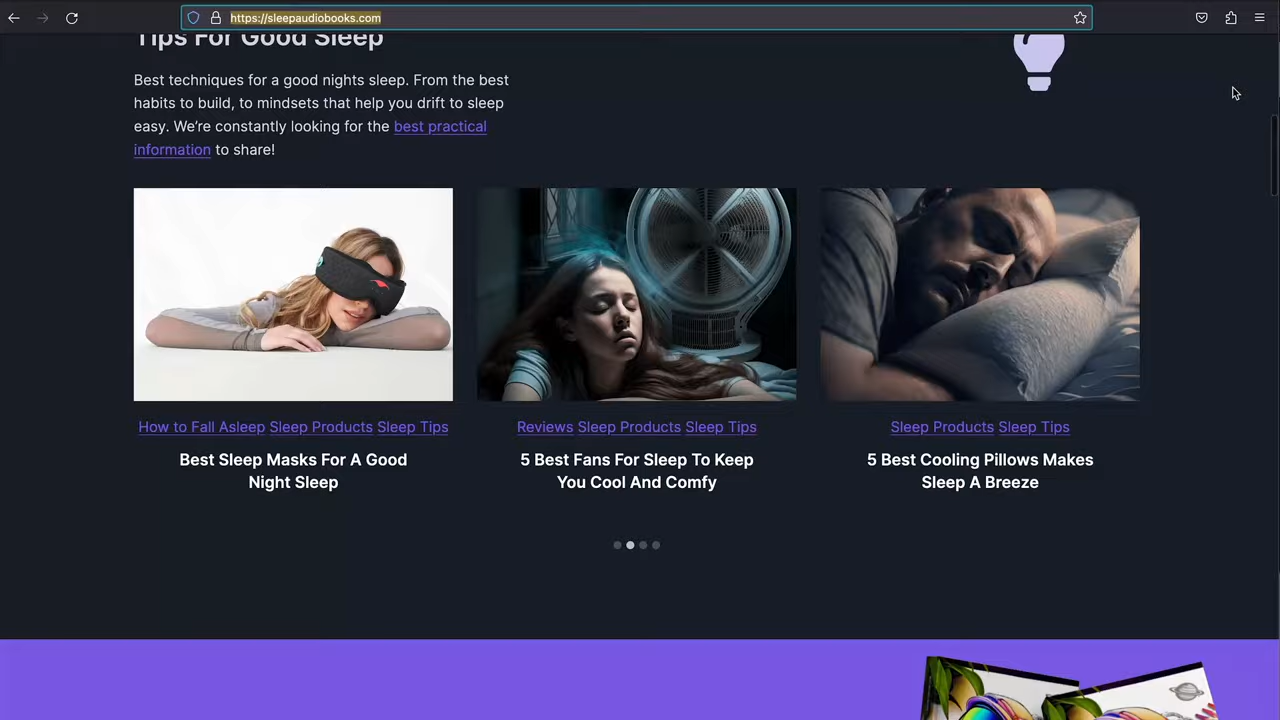 https://sleepaudiobooks.com
Tips For Good Sleep
Best techniques for a good nights sleep. From the best
habits to build, to mindsets that help you drift to sleep
easy. We're constantly looking for the best practical
information to share!
How to Fall Asleep Sleep Products Sleep Tips
Best Sleep Masks For A Good
Night Sleep
Reviews Sleep Products Sleep Tips
5 Best Fans For Sleep To Keep
You Cool And Comfy
Sleep Products Sleep Tips
5 Best Cooling Pillows Makes
Sleep A Breeze